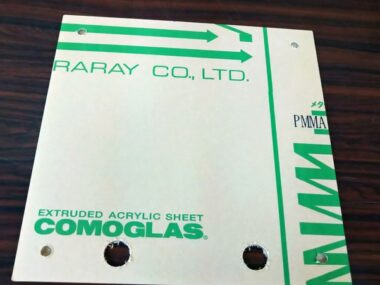 RARAY CO., LTD.
メタ
PMMA
EXTRUDED ACRYLIC SHEET
COMOGLAS®